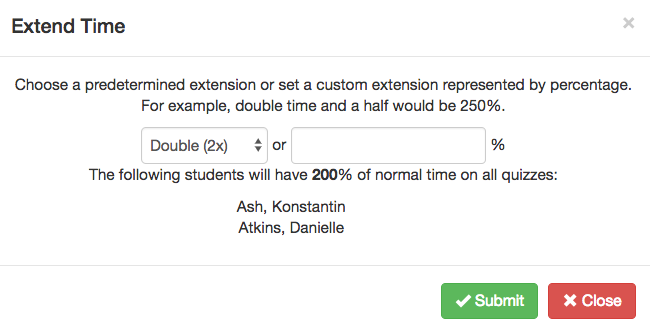 Extend Time ×
Choose a predetermined extension or set a custom extension represented by percentage.
For example, double time and a half would be 250%.
Double (2x) or %
The following students will have 200% of normal time on all quizzes:
Ash, Konstantin
Atkins, Danielle
✔ Submit ✖ Close